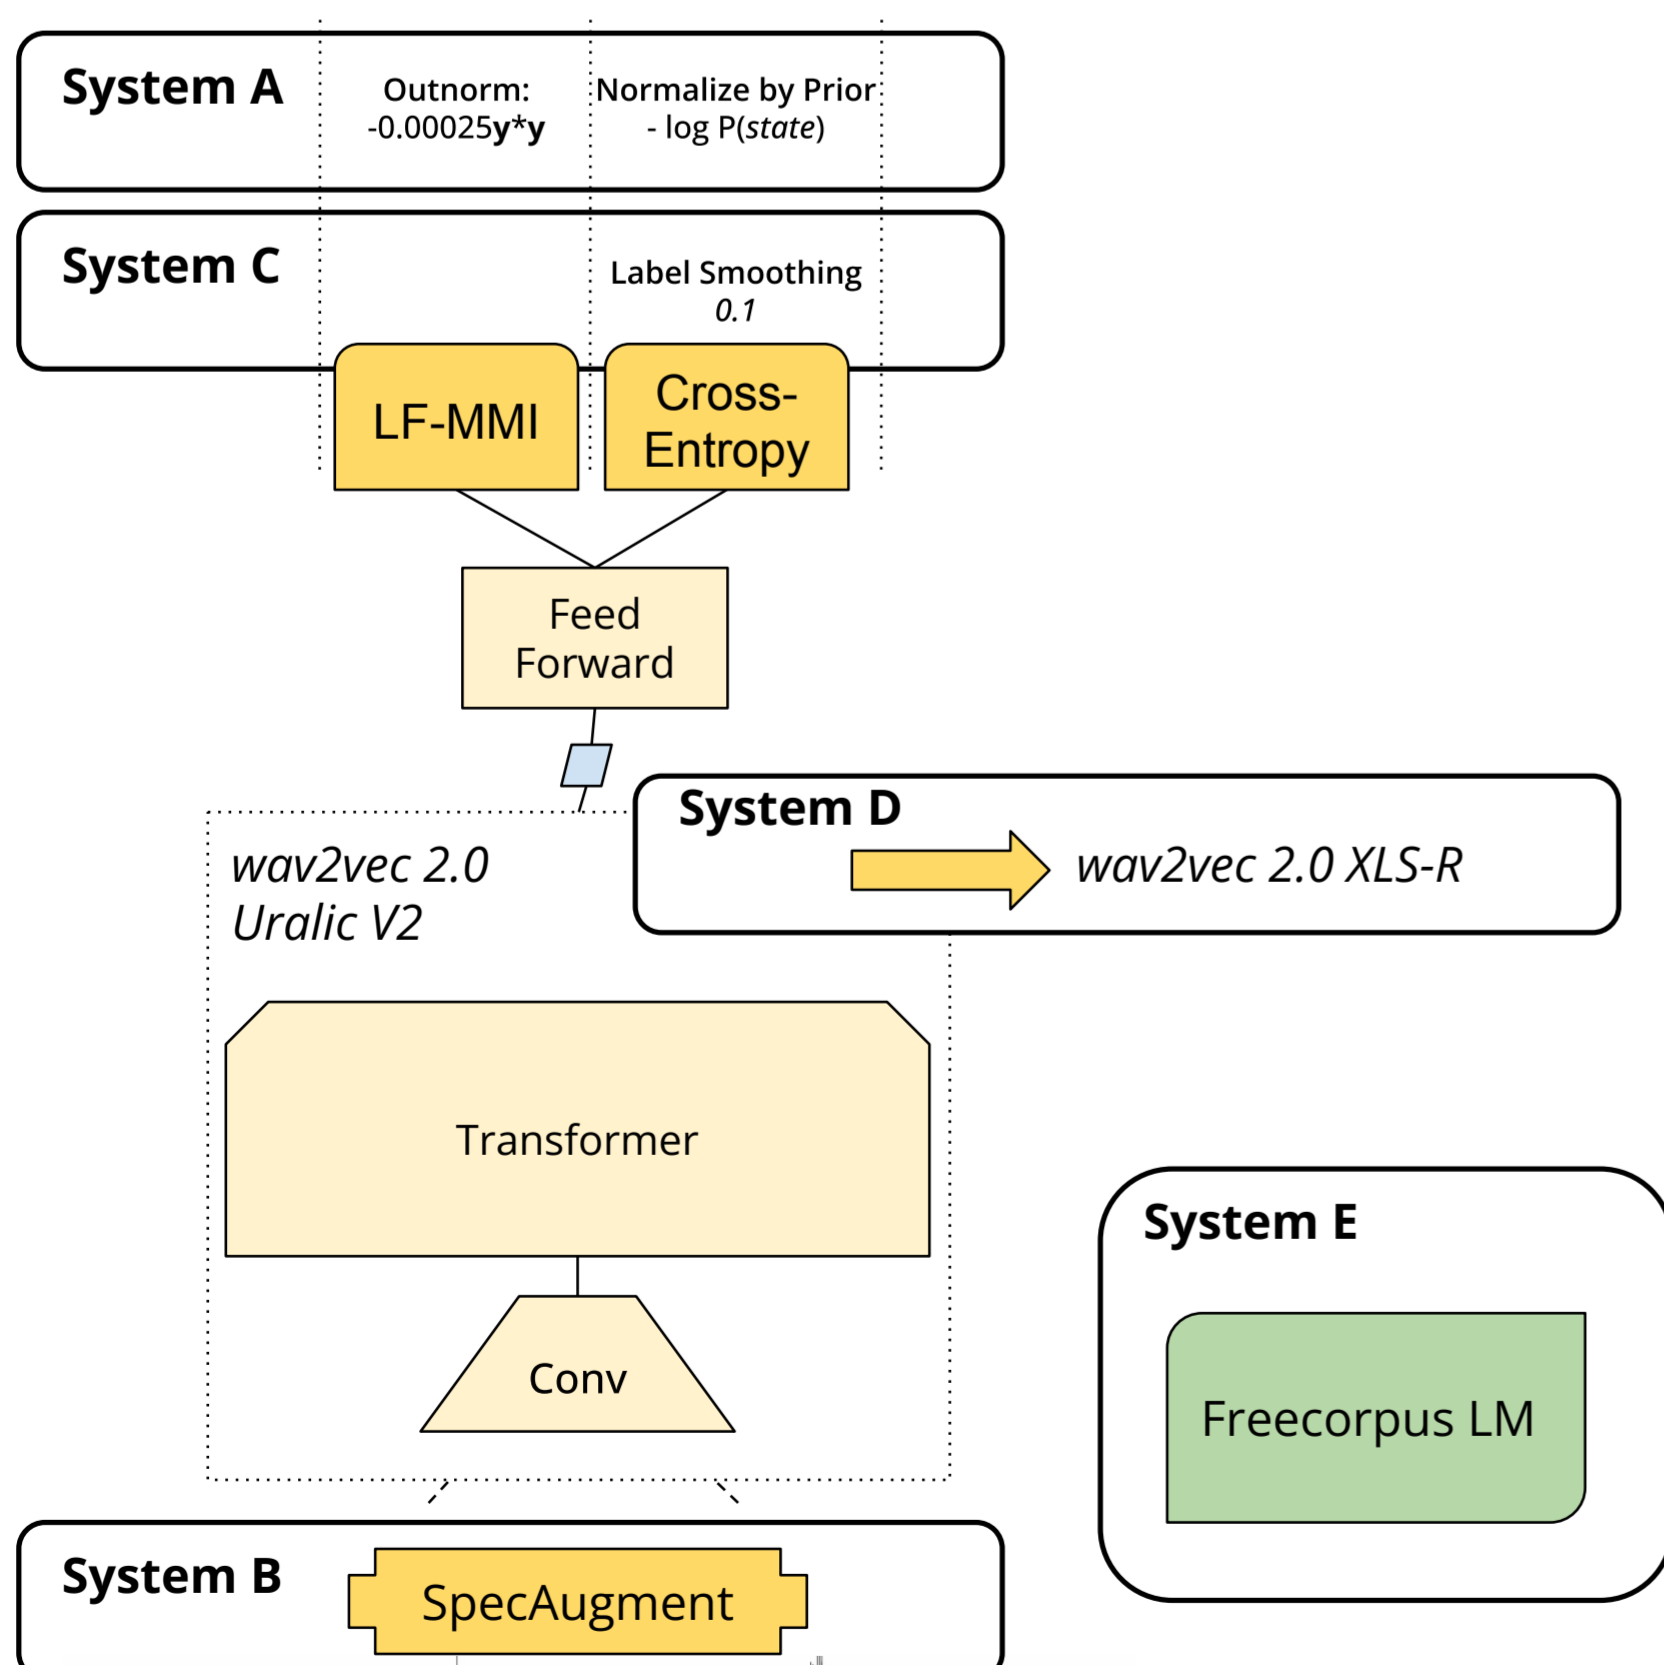 System A
Outnorm:
-0.00025y*y
Normalize by Prior
- log P(state)
System C
Label Smoothing
0.1
LF-MMI
Cross-
Entropy
Feed
Forward
System D
wav2vec 2.0 XLS-R
wav2vec 2.0
Uralic V2
Transformer
Conv
System E
Freecorpus LM
System B
SpecAugment